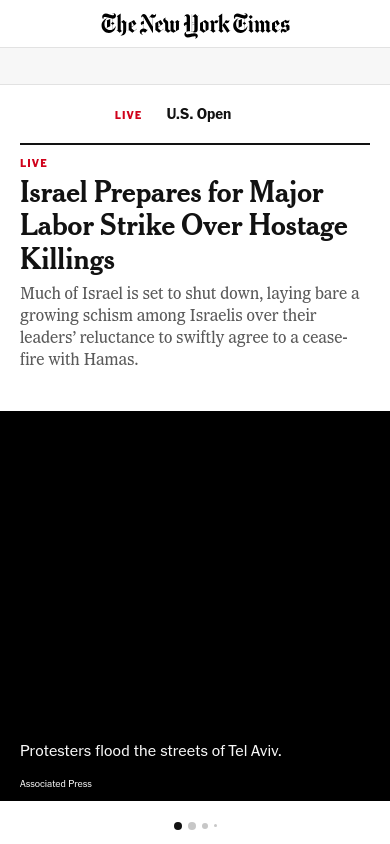 The New York Times
LIVE U.S. Open
LIVE
Israel Prepares for Major
Labor Strike Over Hostage
Killings
Much of Israel is set to shut down, laying bare a
growing schism among Israelis over their
leaders’ reluctance to swiftly agree to a cease-
fire with Hamas.
Protesters flood the streets of Tel Aviv.
Associated Press